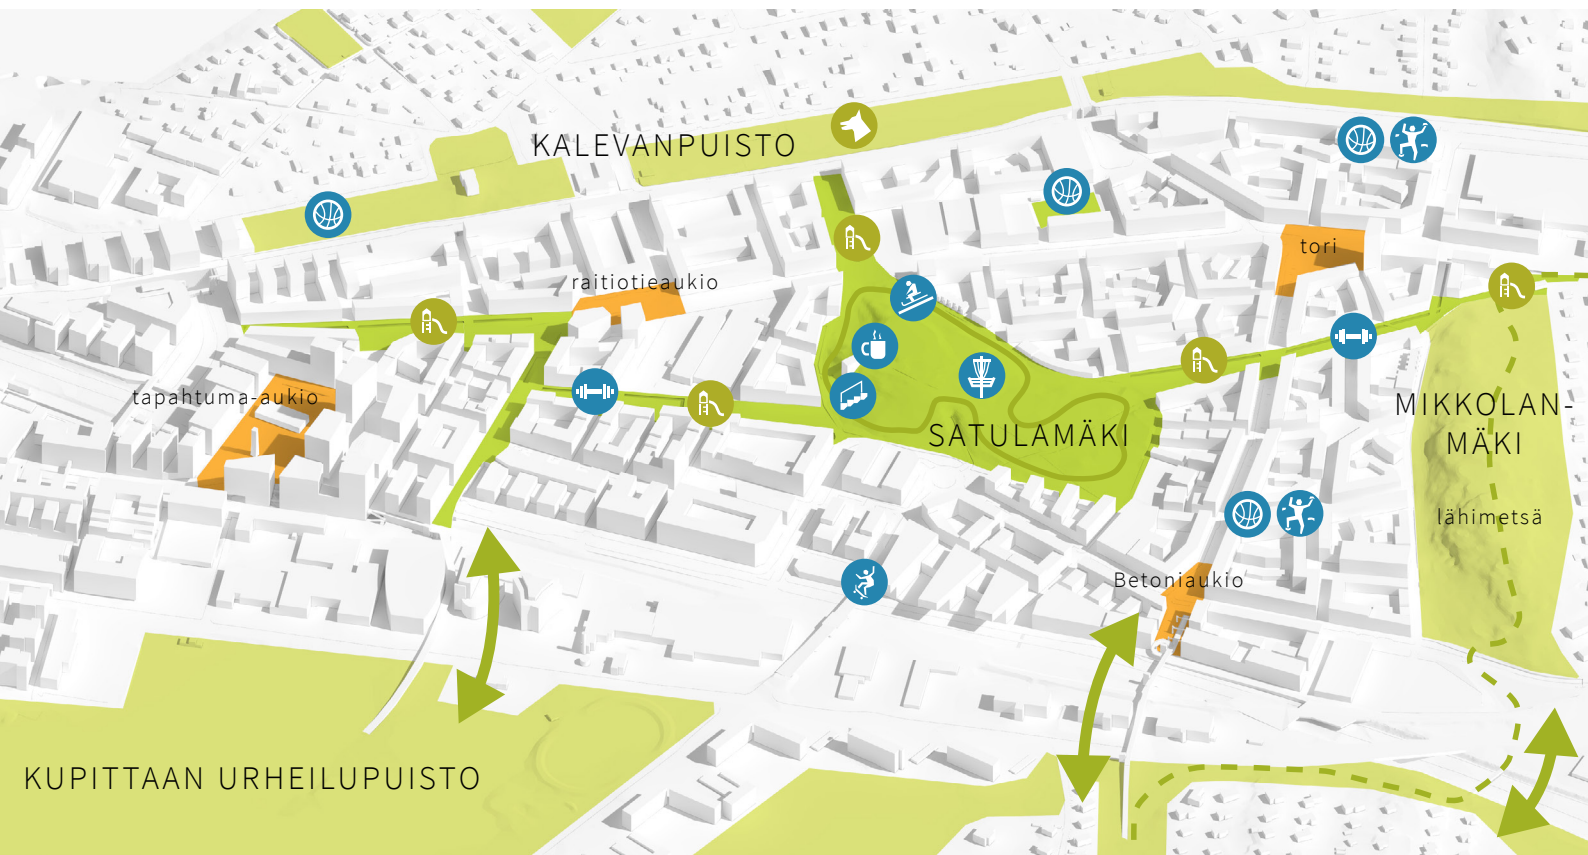 KALEVANPUISTO
tori
raitiotieaukio
tapahtuma-aukio
MIKKOLAN-
MÄKI
SATULAMÄKI
lähimetsä
Betoniaukio
KUPITTAAN URHEILUPUISTO